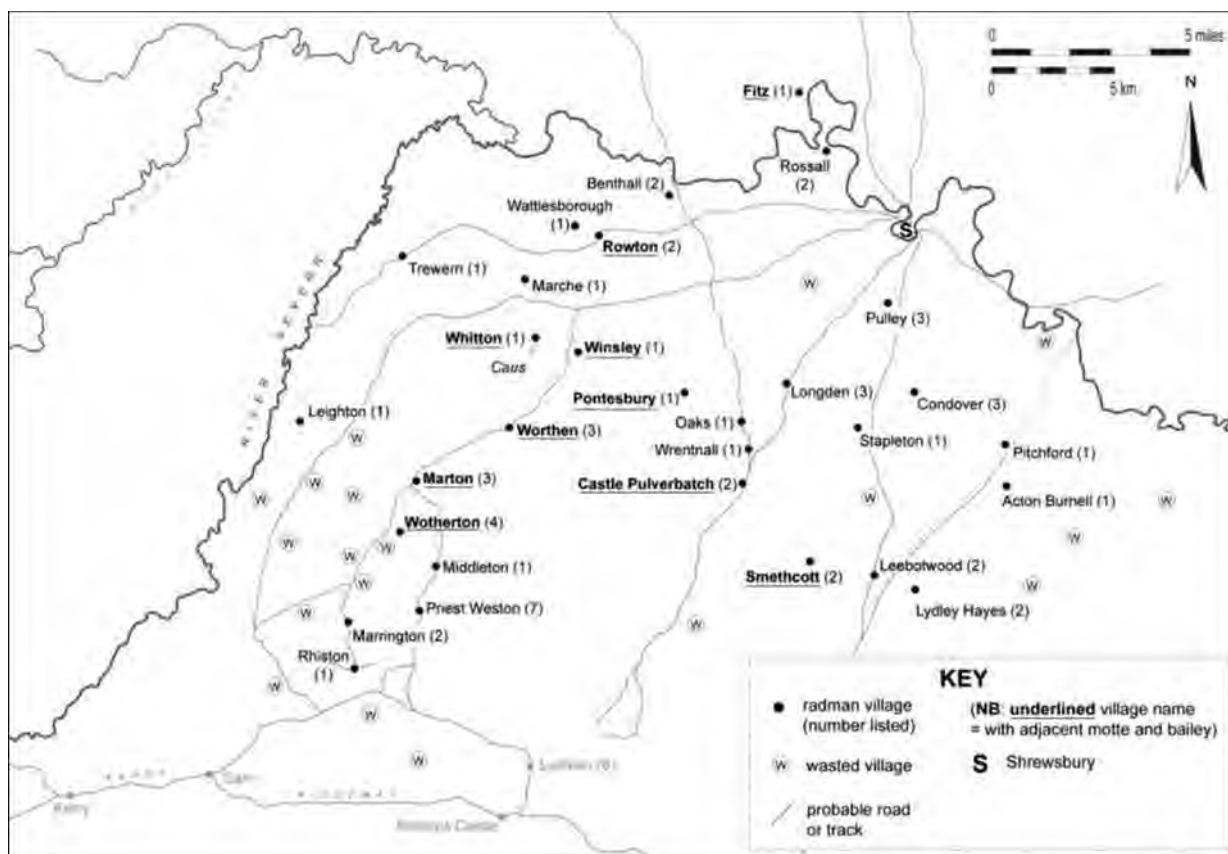 0 5 miles
0 5 km
N
Fitz (1)
Rossall
(2)
Benthall (2)
Wattlesborough
(1)
Rowton (2)
S
Trewern (1)
Marche (1)
Pulley (3)
W
W
RIVER SEVERN
Whitton (1)
Caus
Winsley (1)
Pontesbury (1)
Longden (3)
Condover (3)
Leighton (1)
Worthen (3)
Oaks (1)
Stapleton (1)
W
Wrentnall (1)
Pitchford (1)
Marton (3)
Castle Pulverbatch (2)
Acton Burnell (1)
W
W
W
W
W
Wotherton (4)
W
W
W
W
Middleton (1)
W
Smethcott (2)
Leebotwood (2)
W
Lydley Hayes (2)
W
Priest Weston (7)
W
Marrington (2)
Rhiston
(1)
W
W
W
Kerry
KERRY
RIDGEWAY
Bishops Castle
KEY
radman village
(number listed)
(NB: underlined village name
= with adjacent motte and bailey)
W wasted village
S Shrewsbury
probable road
or track